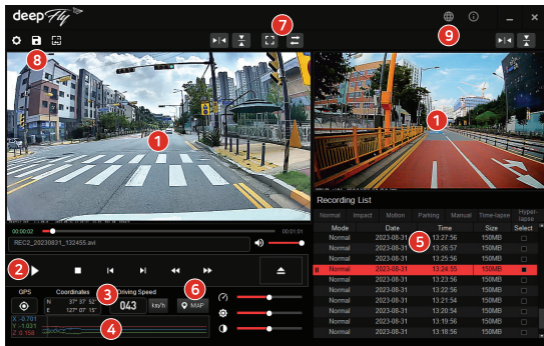 deep Fly
7
8
9
1
1
Recording List
Normal Impact Motion Parking Manual Time-lapse Hyper-lapse
Mode Date Time Size Select
Normal 2023-08-31 13:27:56 150MB
Normal 2023-08-31 13:26:57 150MB
5
Normal 2023-08-31 13:25:56 150MB
Normal 2023-08-31 13:24:55 150MB
Normal 2023-08-31 13:23:56 150MB
Normal 2023-08-31 13:22:56 150MB
Normal 2023-08-31 13:21:54 150MB
Normal 2023-08-31 13:20:54 150MB
Normal 2023-08-31 13:19:56 150MB
Normal 2023-08-31 13:18:56 150MB
00:00:02 00:01:01
REC2_20230831_132455.avi
2
GPS Coordinates Driving Speed
3
6
N 37° 37' 52"
E 127° 07' 15"
043 km/h MAP
4
X -0.701
Y -1.031
Z 0.156